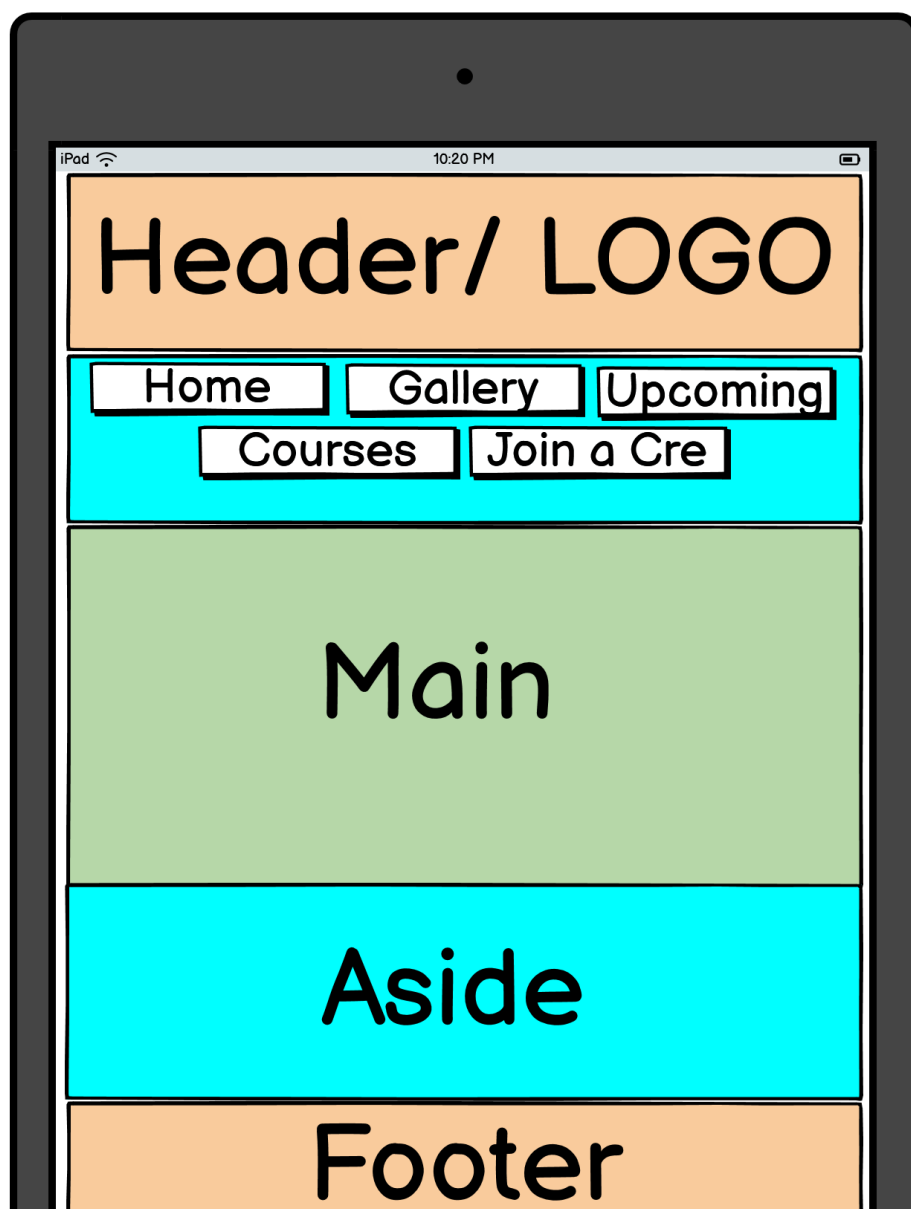 iPad 10:20 PM
Header/ LOGO
Home Gallery Upcoming
Courses Join a Cre
Main
Aside
Footer